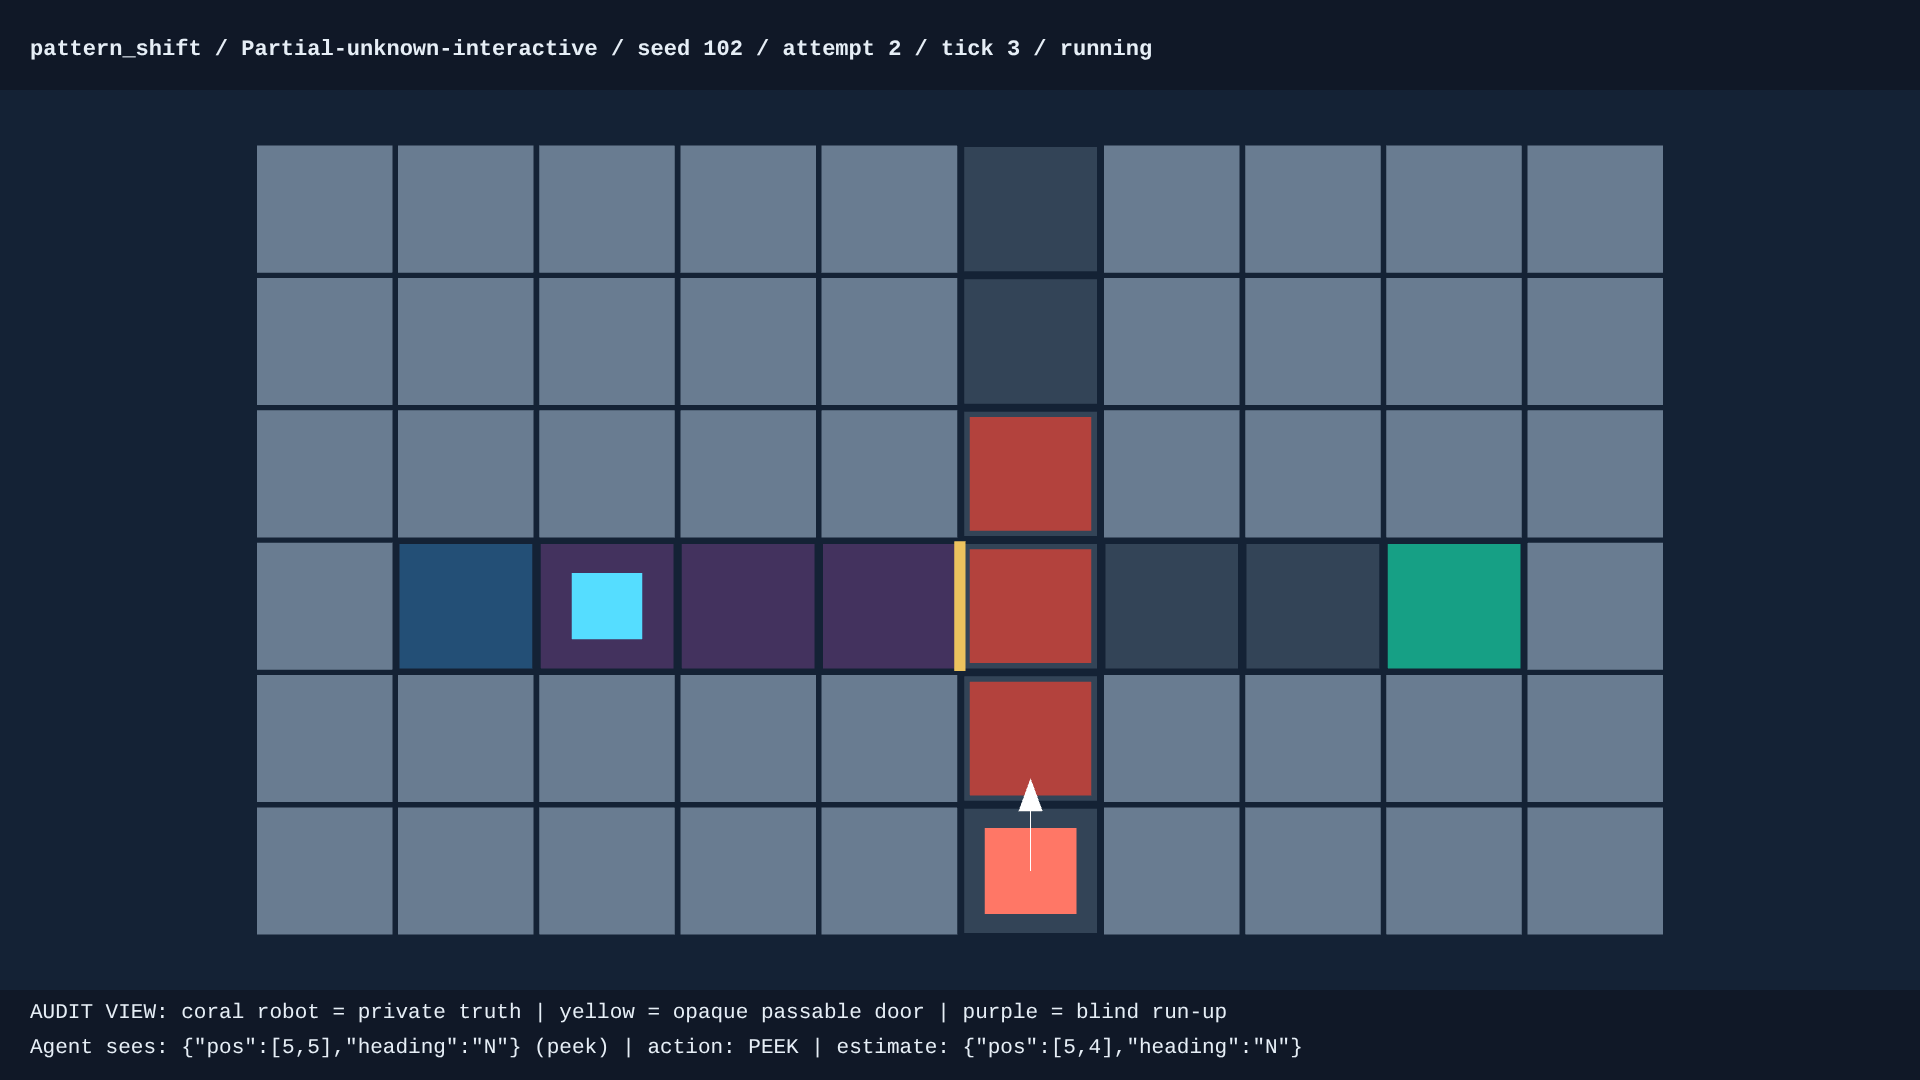 pattern_shift / Partial-unknown-interactive / seed 102 / attempt 2 / tick 3 / running
AUDIT VIEW: coral robot = private truth | yellow = opaque passable door | purple = blind run-up
Agent sees: {"pos":[5,5],"heading":"N"} (peek) | action: PEEK | estimate: {"pos":[5,4],"heading":"N"}